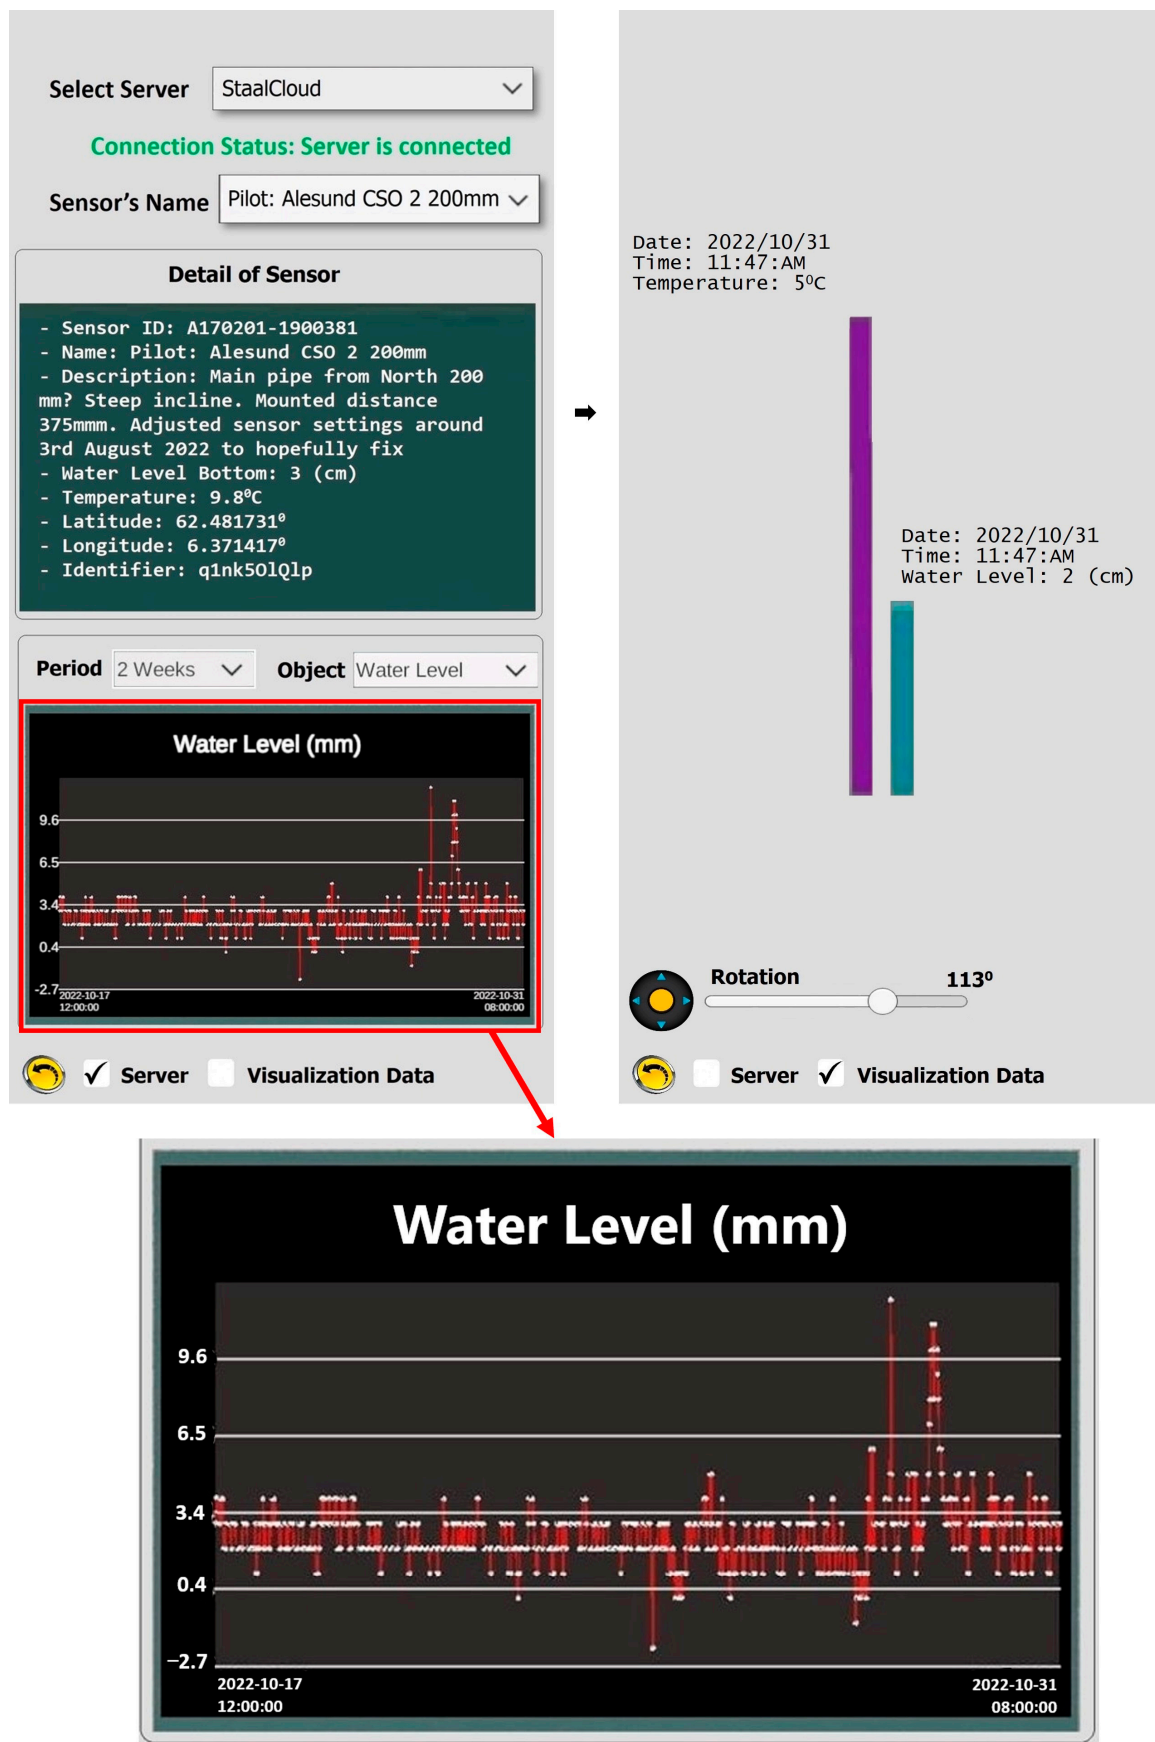 Select Server StaalCloud
Connection Status: Server is connected
Sensor's Name Pilot: Alesund CSO 2 200mm
Detail of Sensor
- Sensor ID: A170201-1900381
- Name: Pilot: Alesund CSO 2 200mm
- Description: Main pipe from North 200
mm? Steep incline. Mounted distance
375mmm. Adjusted sensor settings around
3rd August 2022 to hopefully fix
- Water Level Bottom: 3 (cm)
- Temperature: 9.8⁰C
- Latitude: 62.481731⁰
- Longitude: 6.371417⁰
- Identifier: q1nk5OlQlp
Period 2 Weeks Object Water Level
Water Level (mm)
9.6
6.5
3.4
0.4
-2.7
2022-10-17
12:00:00
2022-10-31
08:00:00
Server Visualization Data
Date: 2022/10/31
Time: 11:47:AM
Temperature: 5⁰C
Date: 2022/10/31
Time: 11:47:AM
Water Level: 2 (cm)
Rotation 113⁰
Server Visualization Data
Water Level (mm)
9.6
6.5
3.4
0.4
−2.7
2022-10-17
12:00:00
2022-10-31
08:00:00